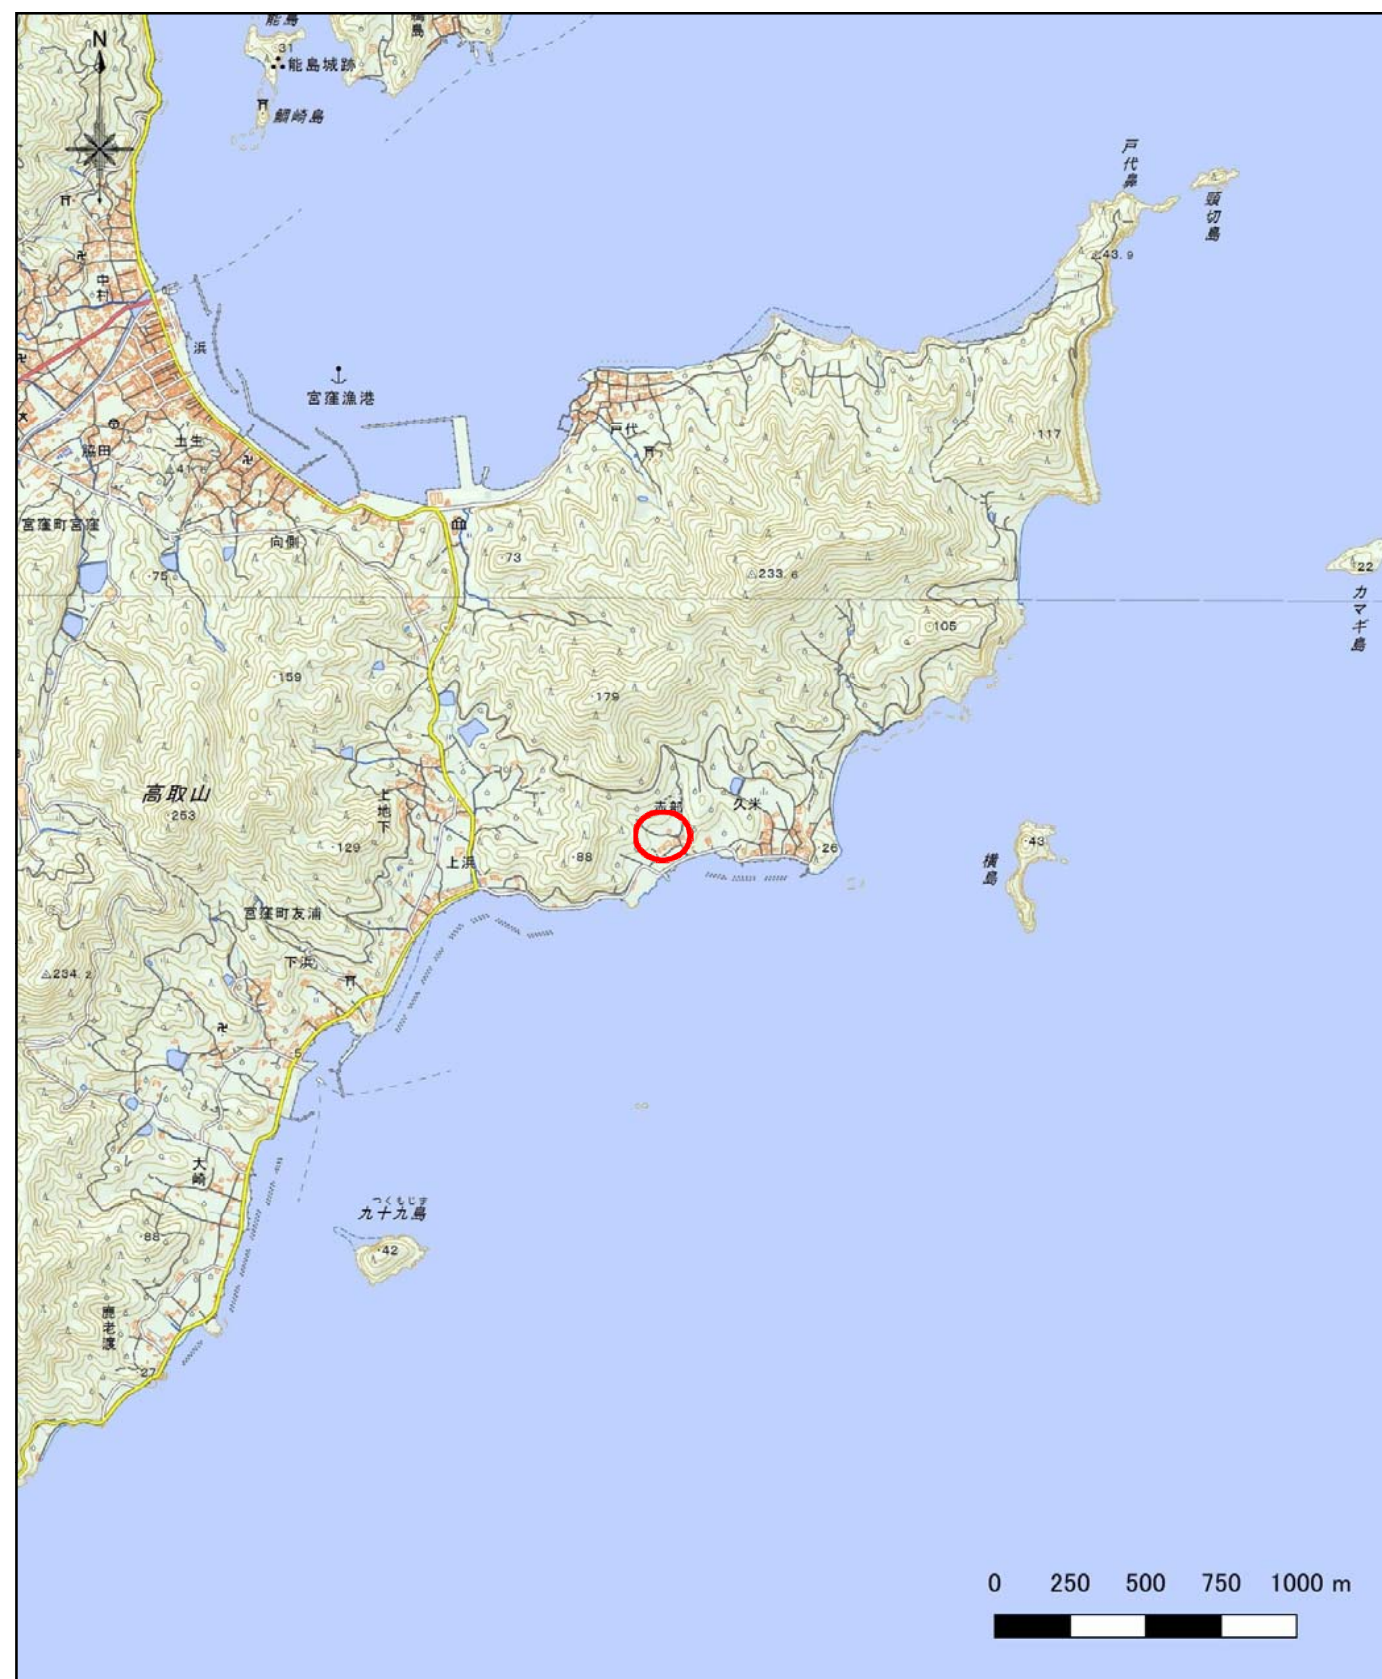 能島
N
31
能島城跡
鯛崎島
戸代鼻
頭切島
43.9
中村
浜
宮窪漁港
戸代
117
土生
脇田
41.6
宮窪町宮窪
向側
73
75
233.6
22
カマギ島
105
159
179
高取山
253
上地下
久米
129
上浜
88
26
43
横島
宮窪町友浦
下浜
234.2
5
大崎
つくもじま
九十九島
42
88
鹿老渡
27
0 250 500 750 1000 m